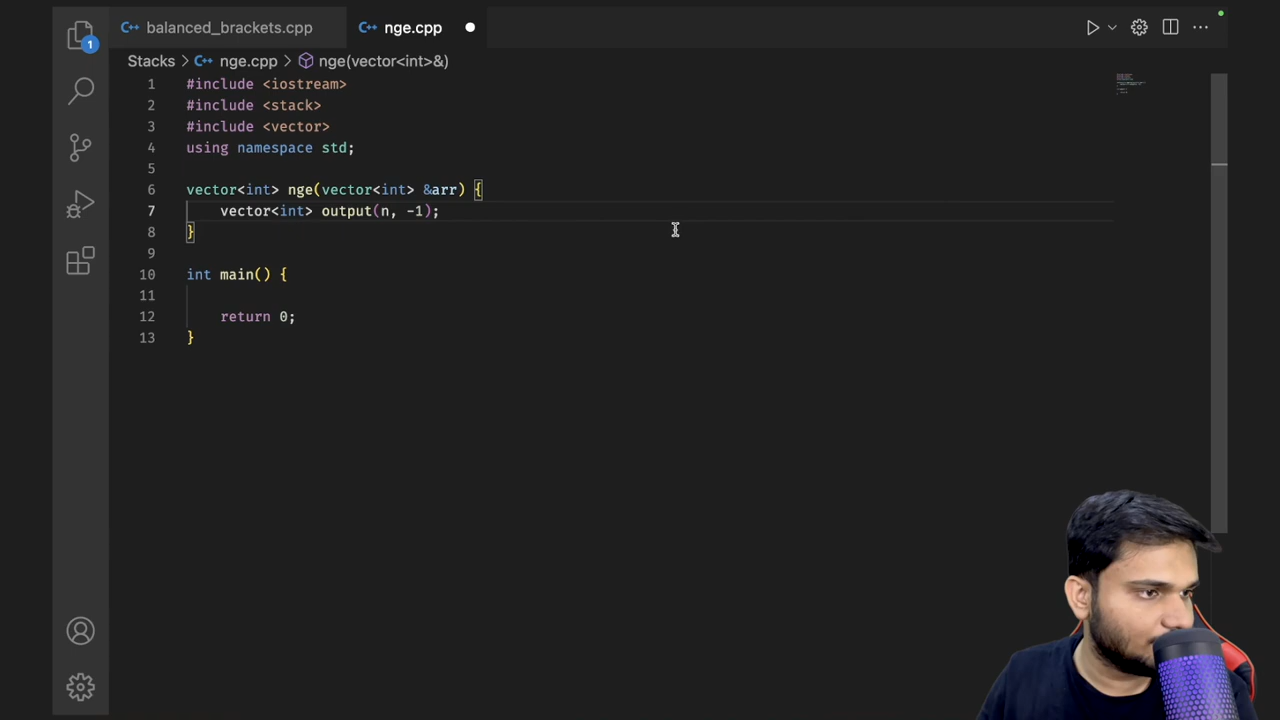 balanced_brackets.cpp
nge.cpp
1
Stacks > nge.cpp > nge(vector<int>&)
1 #include <iostream>
2 #include <stack>
3 #include <vector>
4 using namespace std;
5
6 vector<int> nge(vector<int> &arr) {
7 vector<int> output(n, -1);
8 }
9
10 int main() {
11
12 return 0;
13 }